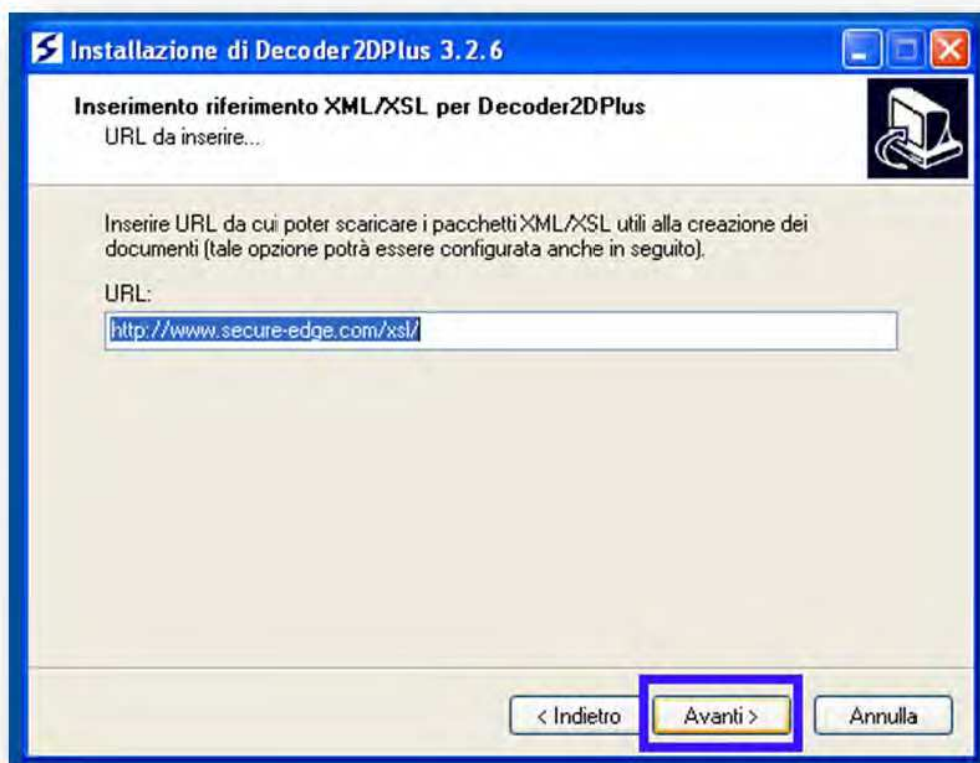 Installazione di Decoder2DPlus 3.2.6
Inserimento riferimento XML/XSL per Decoder2DPlus
URL da inserire...
Inserire URL da cui poter scaricare i pacchetti XML/XSL utili alla creazione dei
documenti (tale opzione potrà essere configurata anche in seguito).
URL:
http://www.secure-edge.com/xsl/
< Indietro
Avanti >
Annulla